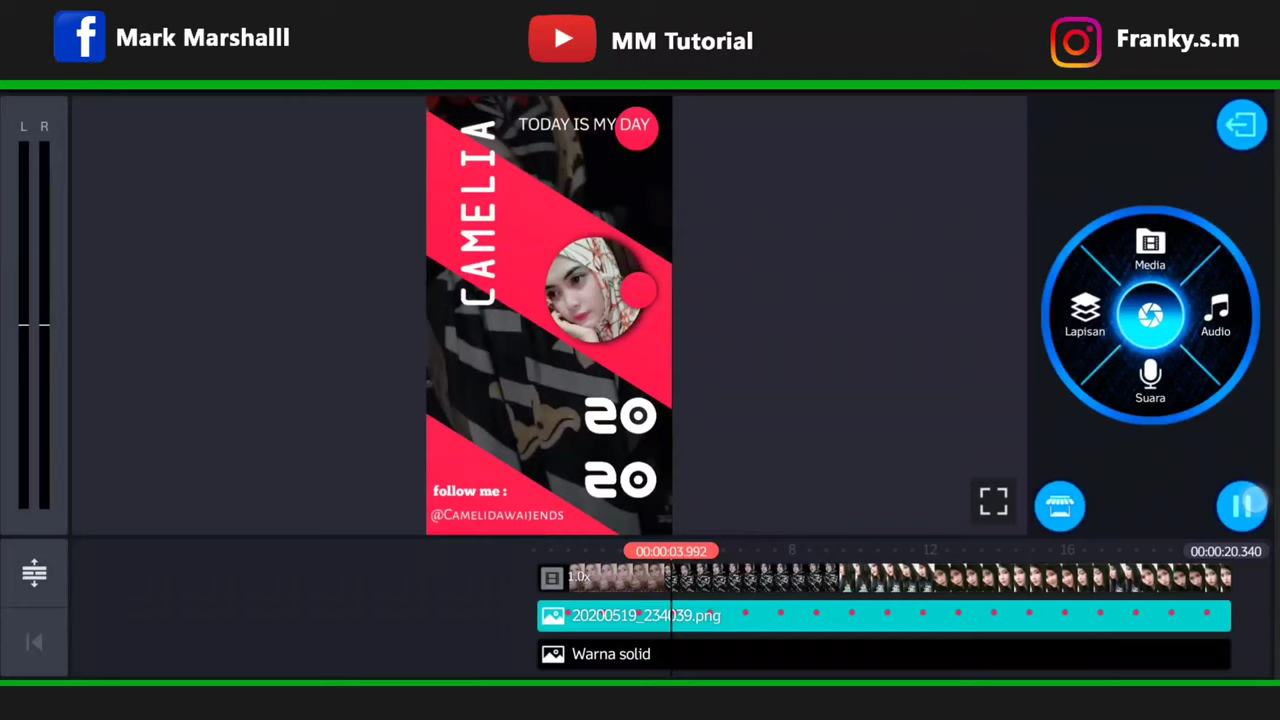 Mark Marshalll
MM Tutorial
Franky.s.m
L R
CAMELIA
TODAY IS MY DAY
20
20
follow me :
@Camelidawaijends
Media
Lapisan
Audio
Suara
00:00:03.992
8
12
16
00:00:20.340
1.0x
20200519_234039.png
Warna solid